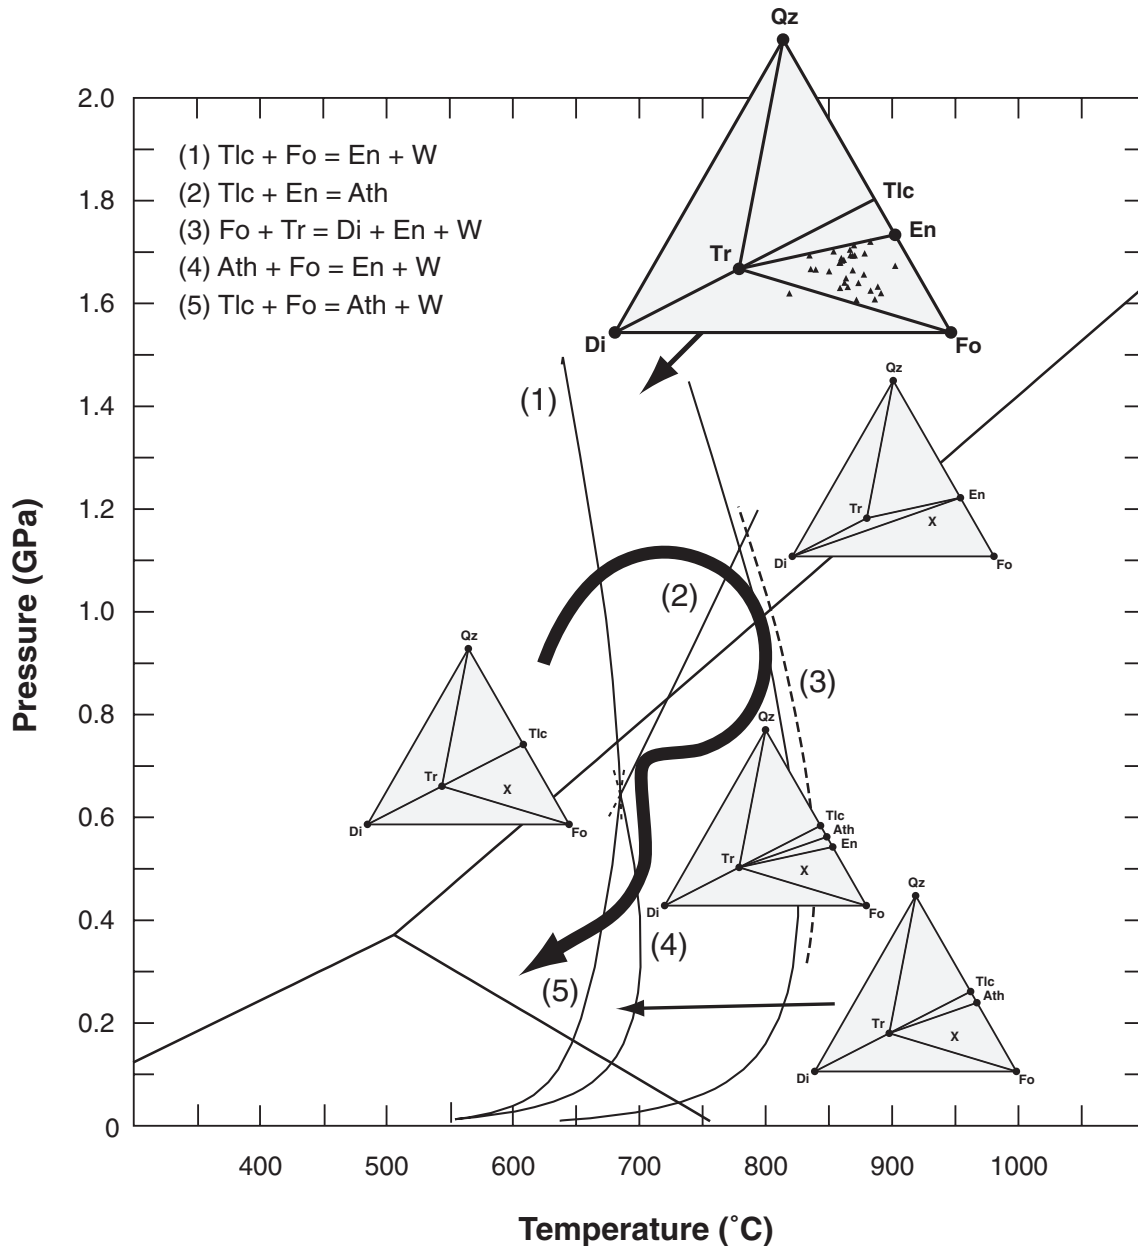 Qz
2.0
(1) Tlc + Fo = En + W
(2) Tlc + En = Ath
(3) Fo + Tr = Di + En + W
(4) Ath + Fo = En + W
(5) Tlc + Fo = Ath + W
1.8
Tlc
En
Tr
1.6
Di
Fo
(1)
1.4
Qz
En
Tr
X
Di
Fo
1.2
(2)
1.0
Pressure (GPa)
Qz
Tlc
Tr
X
Di
Fo
(3)
0.8
Qz
Tlc
Ath
En
Tr
X
Di
Fo
0.6
0.4
(4)
(5)
Qz
Tlc
Ath
Tr
X
Di
Fo
0.2
0
400 500 600 700 800 900 1000
Temperature (˚C)